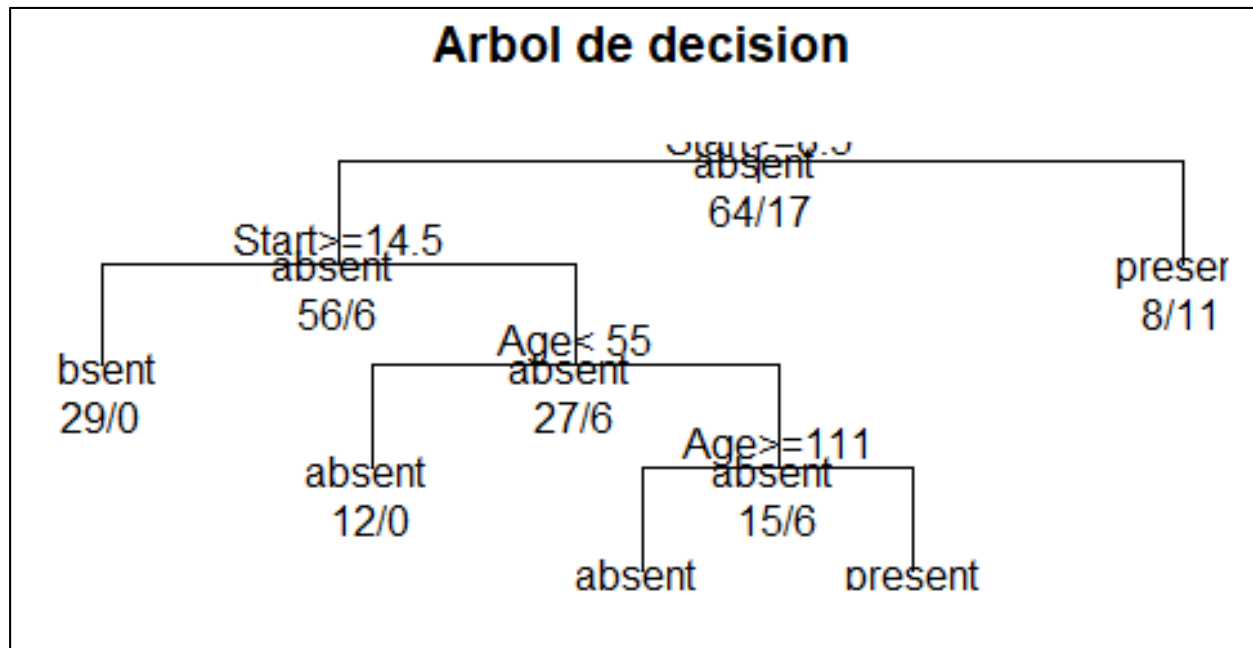 Arbol de decision
absent
64/17
Start>=14.5
absent
56/6
presen
8/11
Age< 55
bsent
absent
29/0
27/6
Age>=111
absent
absent
12/0
15/6
absent
present